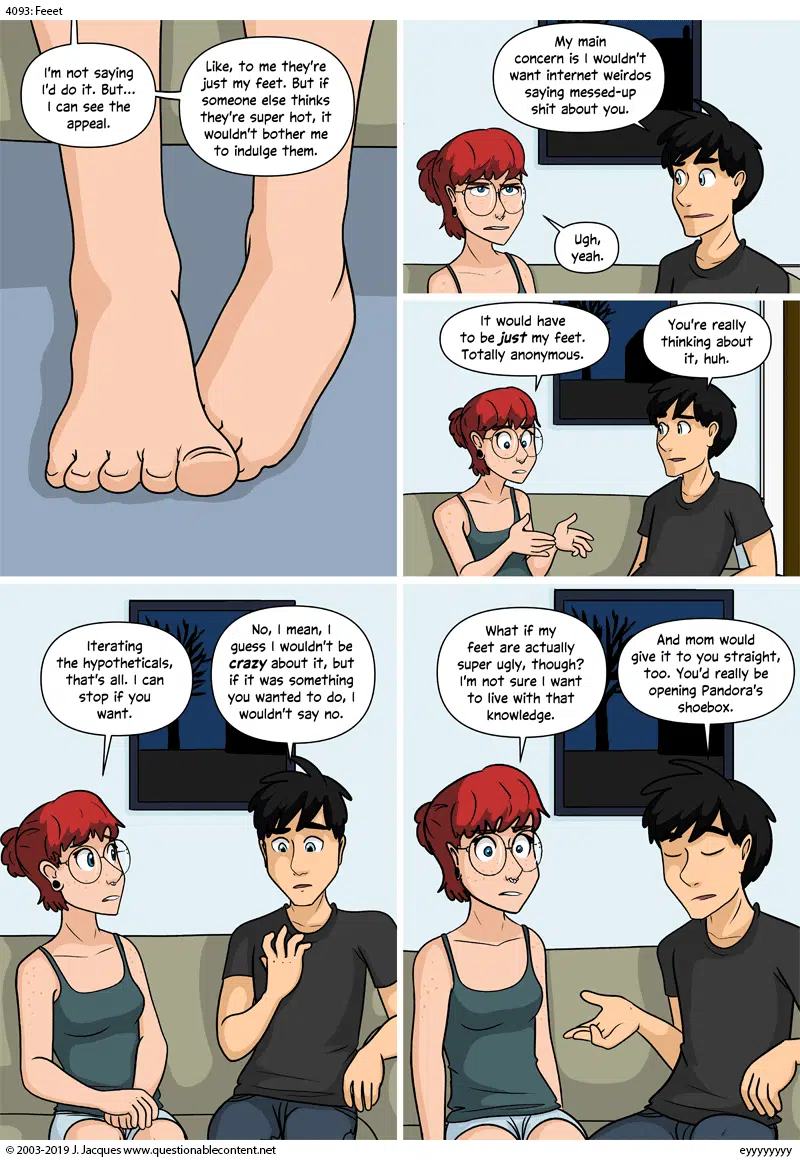 4093: Feeet
I'm not saying
I'd do it. But...
I can see the
appeal.
Like, to me they're
just my feet. But if
someone else thinks
they're super hot, it
wouldn't bother me
to indulge them.
My main
concern is I wouldn't
want internet weirdos
saying messed-up
shit about you.
Ugh,
yeah.
It would have
to be just my feet.
Totally anonymous.
You're really
thinking about
it, huh.
Iterating
the hypotheticals,
that's all. I can
stop if you
want.
No, I mean, I
guess I wouldn't be
crazy about it, but
if it was something
you wanted to do, I
wouldn't say no.
What if my
feet are actually
super ugly, though?
I'm not sure I want
to live with that
knowledge.
And mom would
give it to you straight,
too. You'd really be
opening Pandora's
shoebox.
© 2003-2019 J. Jacques www.questionablecontent.net
eyyyyyyyy